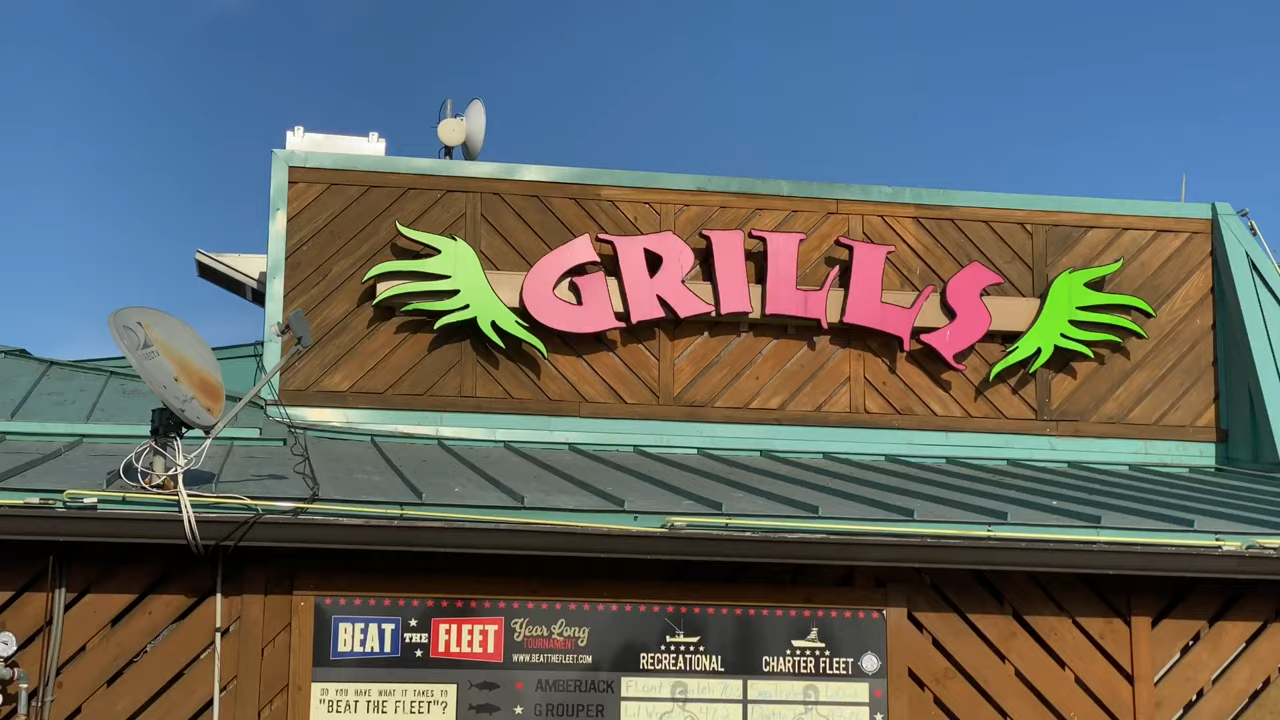 GRILLS
BEAT THE FLEET
Year Long
TOURNAMENT
WWW.BEATTHEFLEET.COM
RECREATIONAL
CHARTER FLEET
DO YOU HAVE WHAT IT TAKES TO
"BEAT THE FLEET"?
AMBERJACK
GROUPER